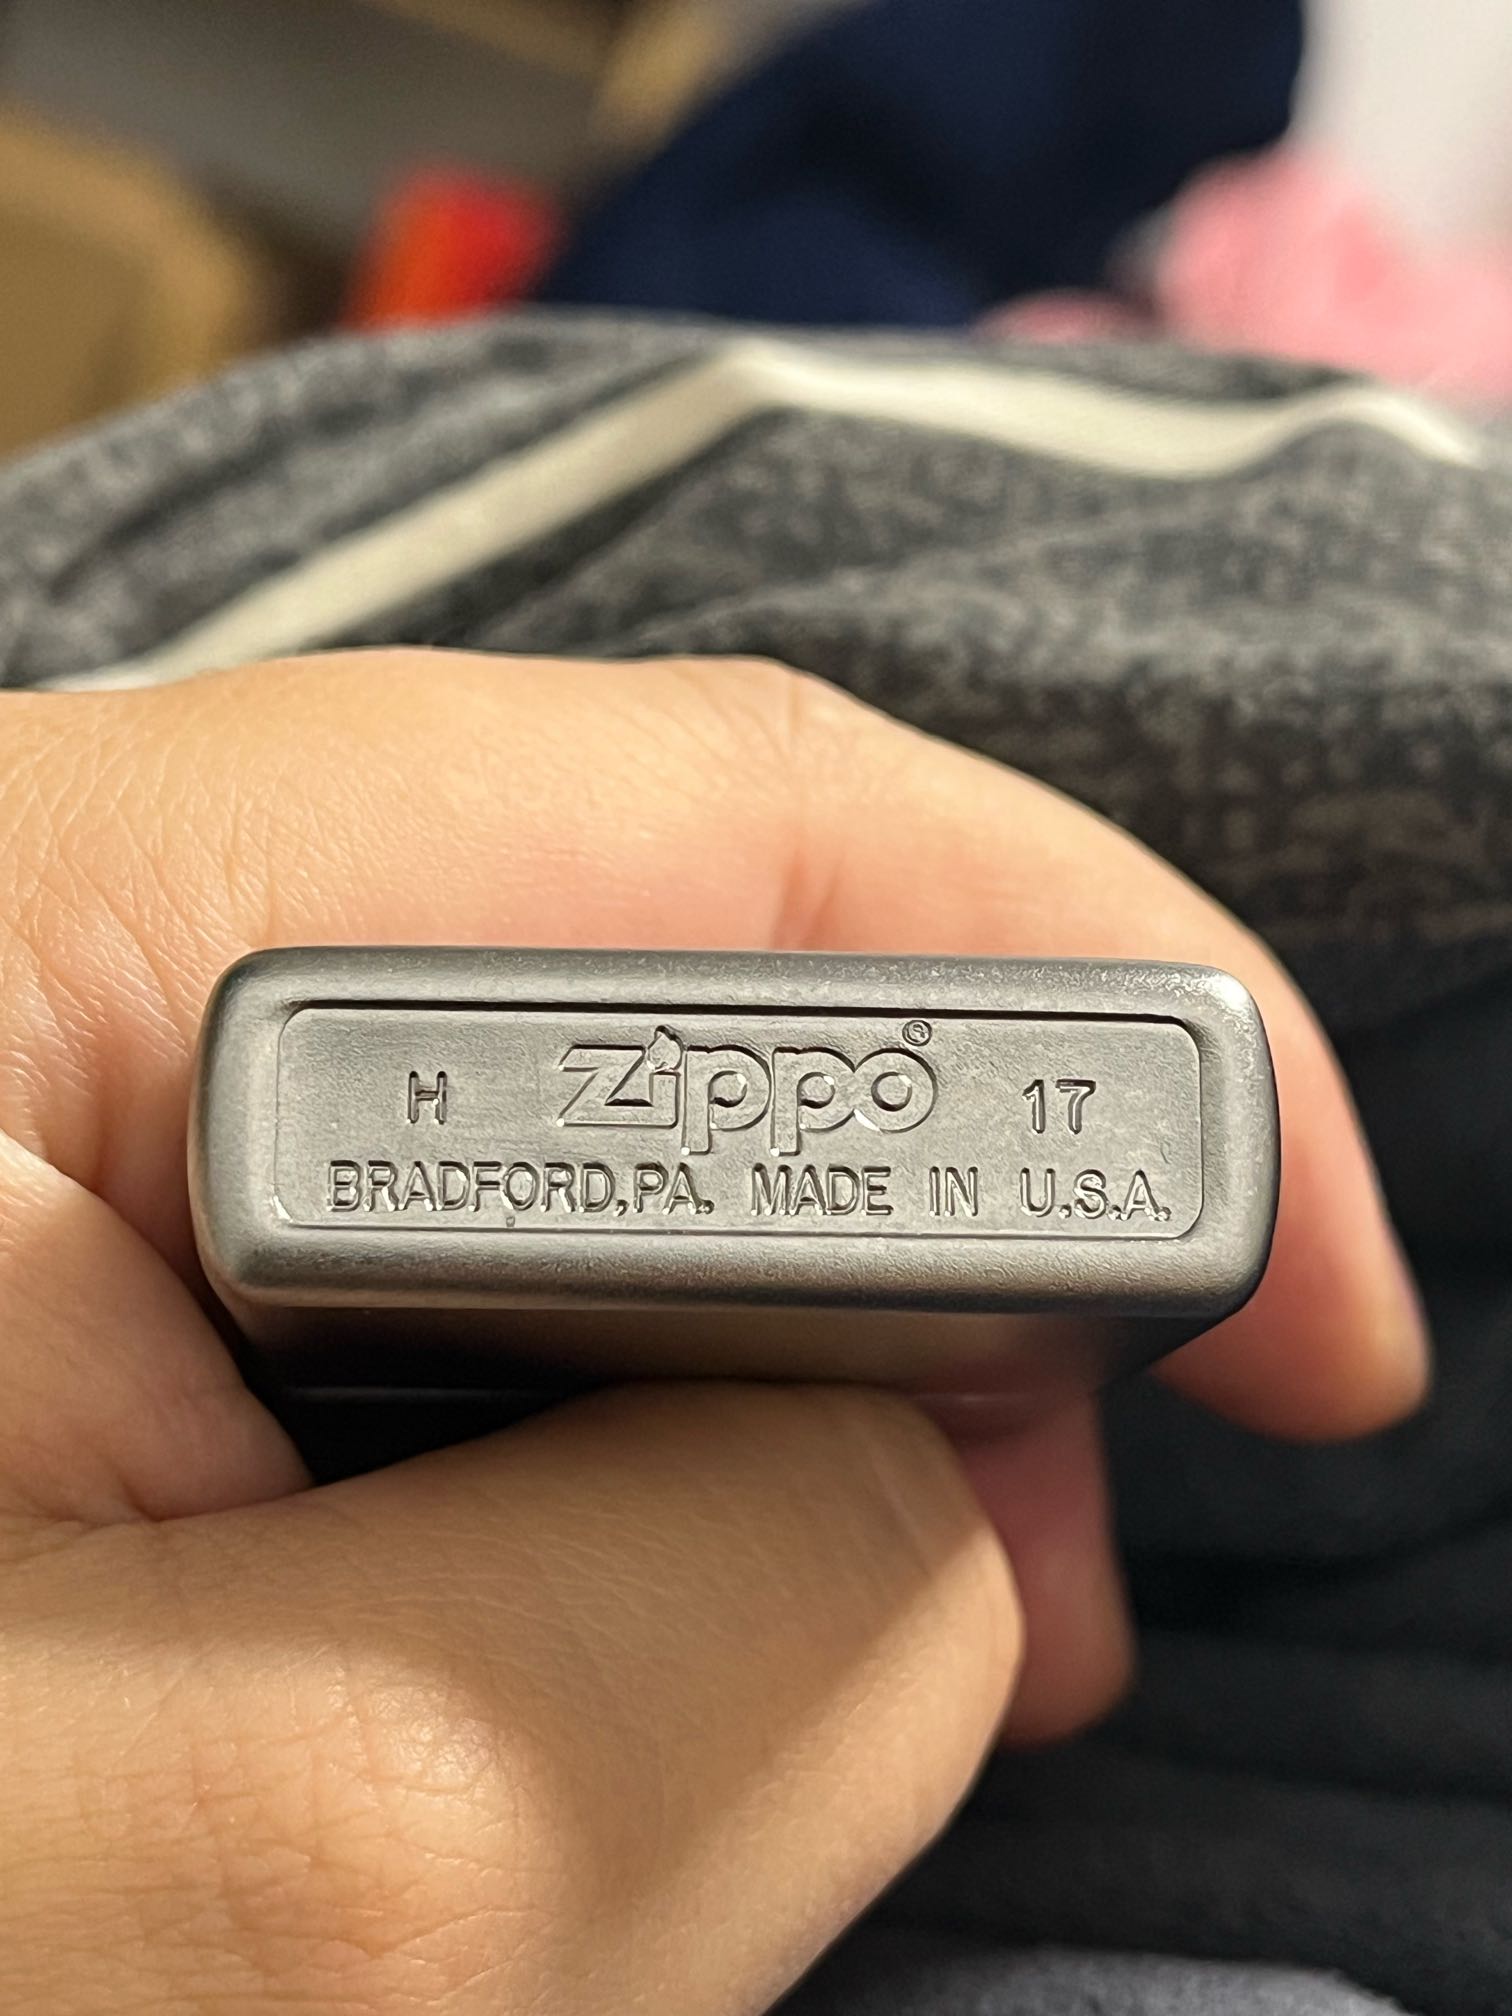 H zippo® 17
BRADFORD,PA. MADE IN U.S.A.